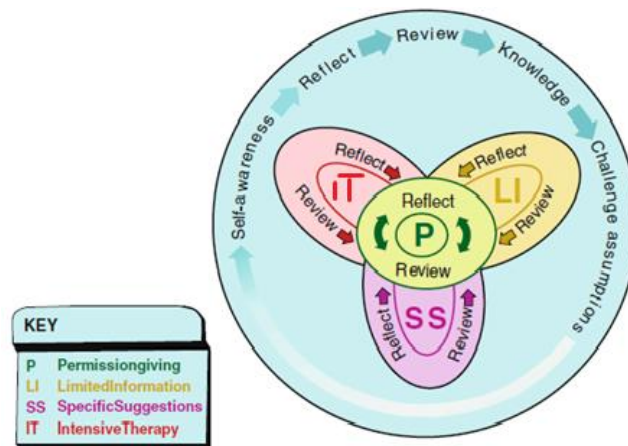 Self-awareness
Reflect
Review
Knowledge
Challenge assumptions
Reflect
Review
IT
Reflect
Review
LI
Reflect
P
Review
Reflect
SS
Review
KEY
P Permissiongiving
LI LimitedInformation
SS SpecificSuggestions
IT IntensiveTherapy